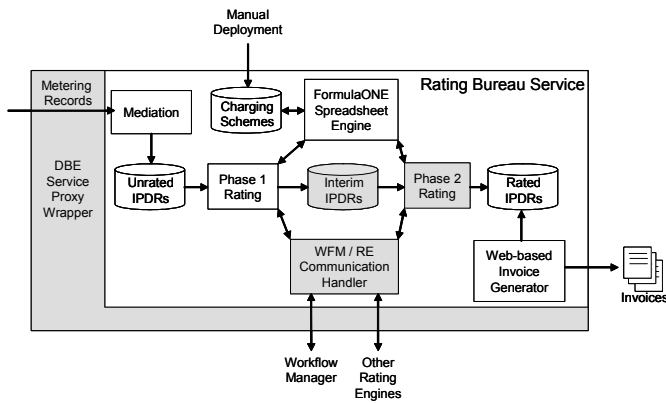 Manual
Deployment
Rating Bureau Service
Metering
Records
Mediation
Charging
Schemes
FormulaONE
Spreadsheet
Engine
DBE
Service
Proxy
Wrapper
Unrated
IPDRs
Phase 1
Rating
Interim
IPDRs
Phase 2
Rating
Rated
IPDRs
WFM / RE
Communication
Handler
Web-based
Invoice
Generator
Invoices
Workflow
Manager
Other
Rating
Engines